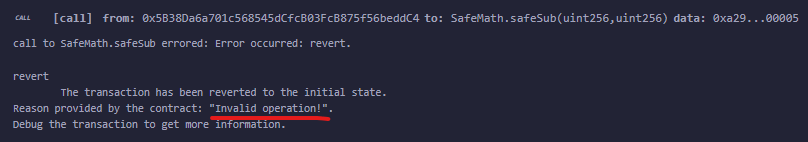 CALL [call] from: 0x5B38Da6a701c568545dCfcB03FcB875f56beddC4 to: SafeMath.safeSub(uint256,uint256) data: 0xa29...00005
call to SafeMath.safeSub errored: Error occurred: revert.
revert
The transaction has been reverted to the initial state.
Reason provided by the contract: "Invalid operation!".
Debug the transaction to get more information.